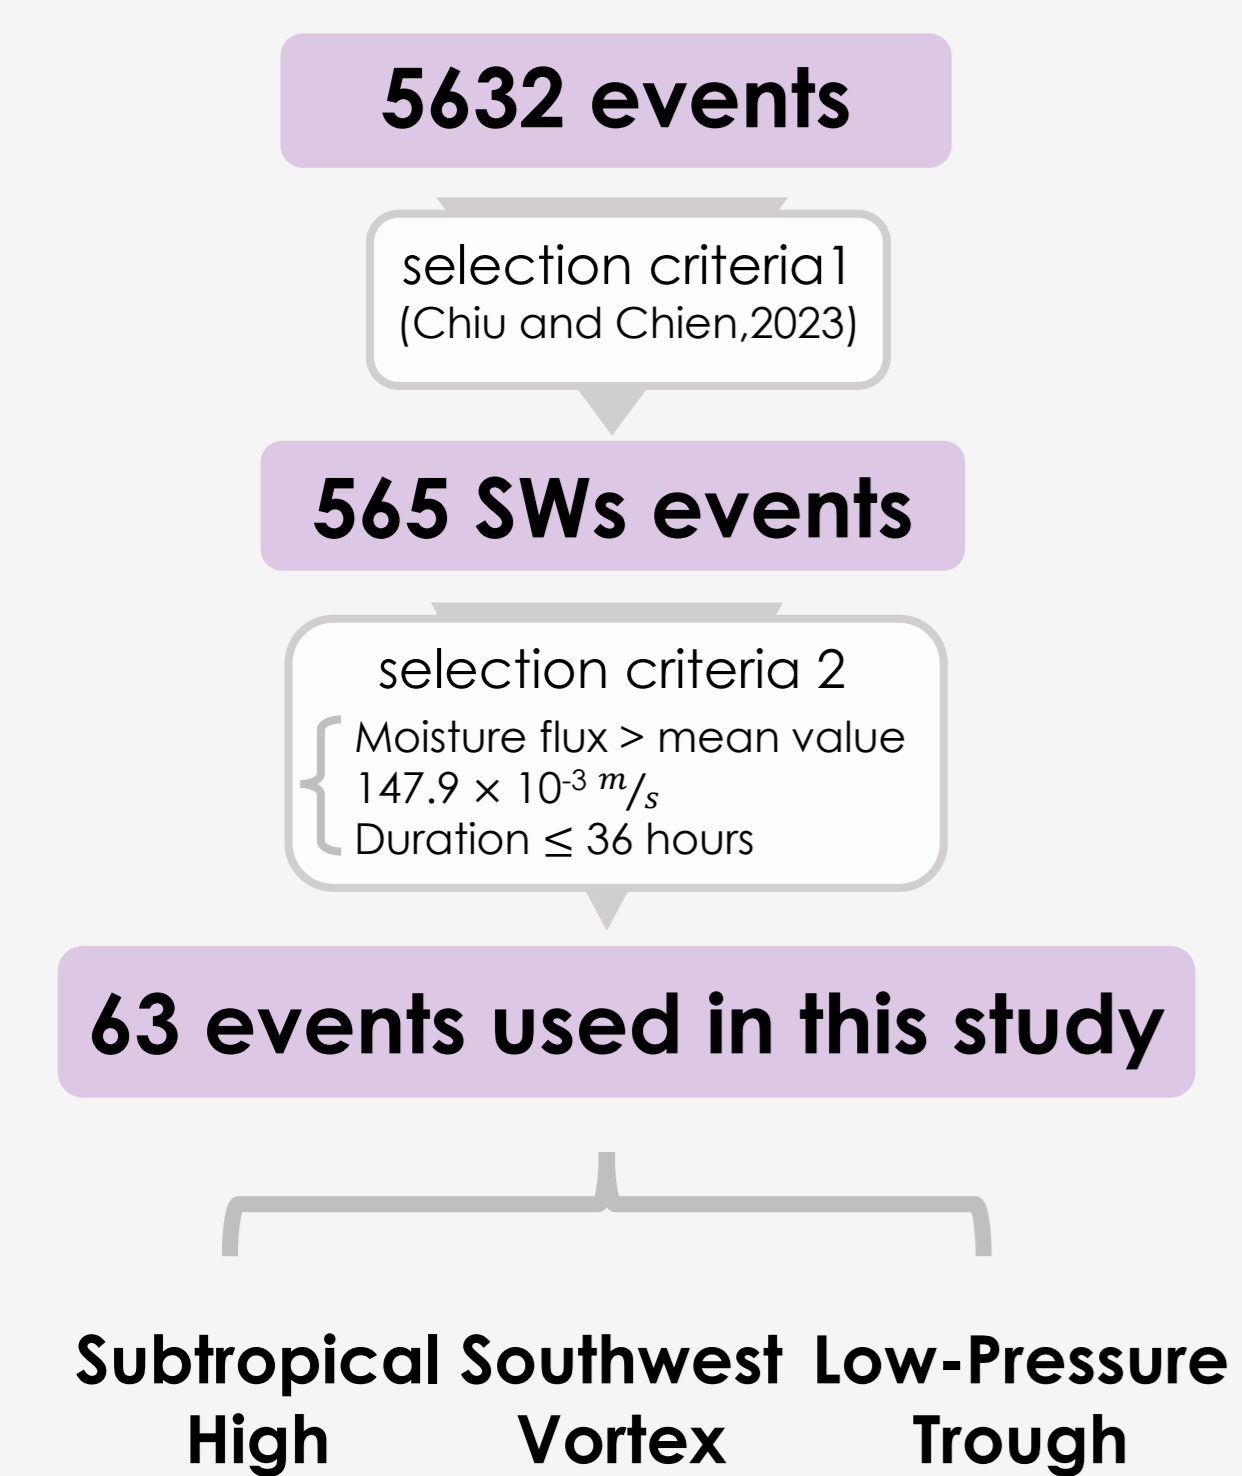 5632 events
selection criteria1
(Chiu and Chien,2023)
565 SWs events
selection criteria 2
Moisture flux > mean value
147.9 × 10⁻³ m/s
Duration ≤ 36 hours
63 events used in this study
Subtropical Southwest Low-Pressure
High Vortex Trough